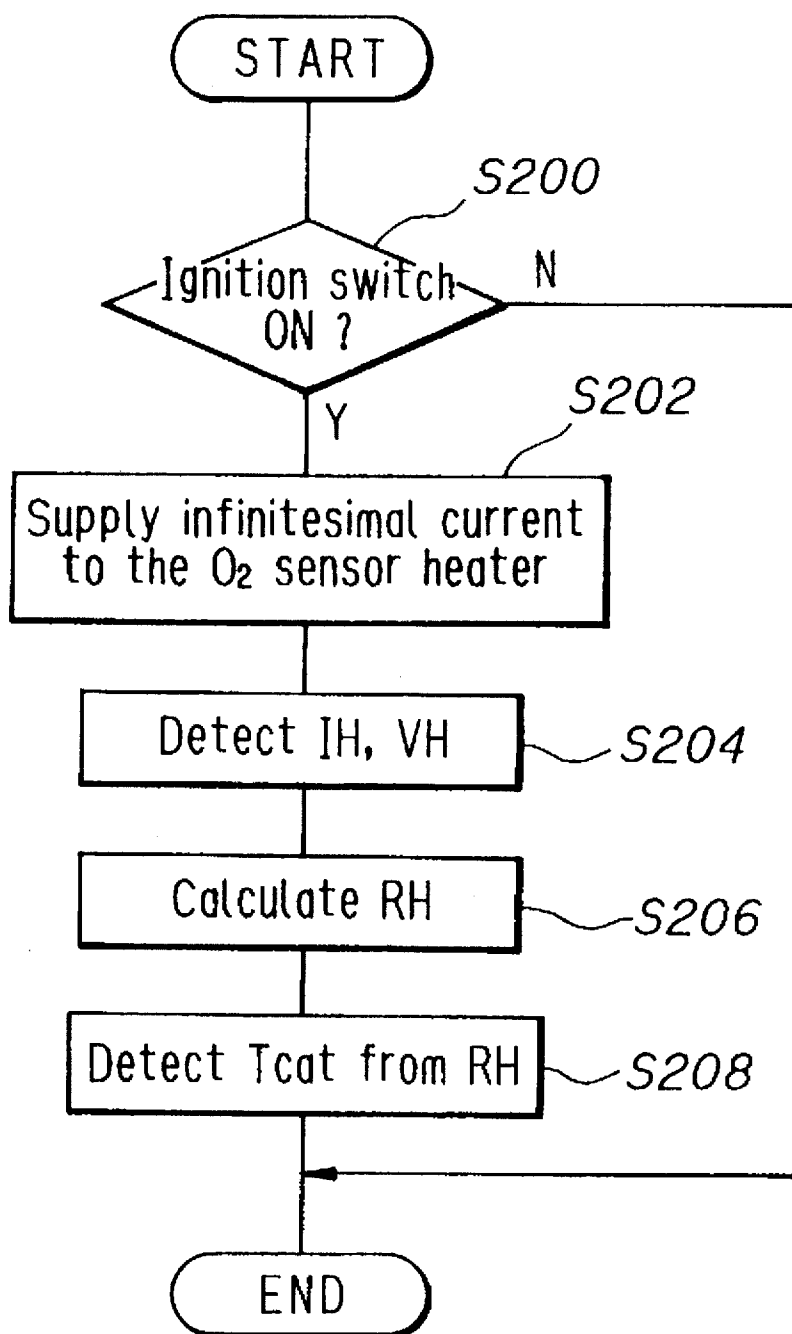 START
S200
Ignition switch
ON ?
N
Y
S202
Supply infinitesimal current
to the O₂ sensor heater
Detect IH, VH
S204
Calculate RH
S206
Detect Tcat from RH
S208
END